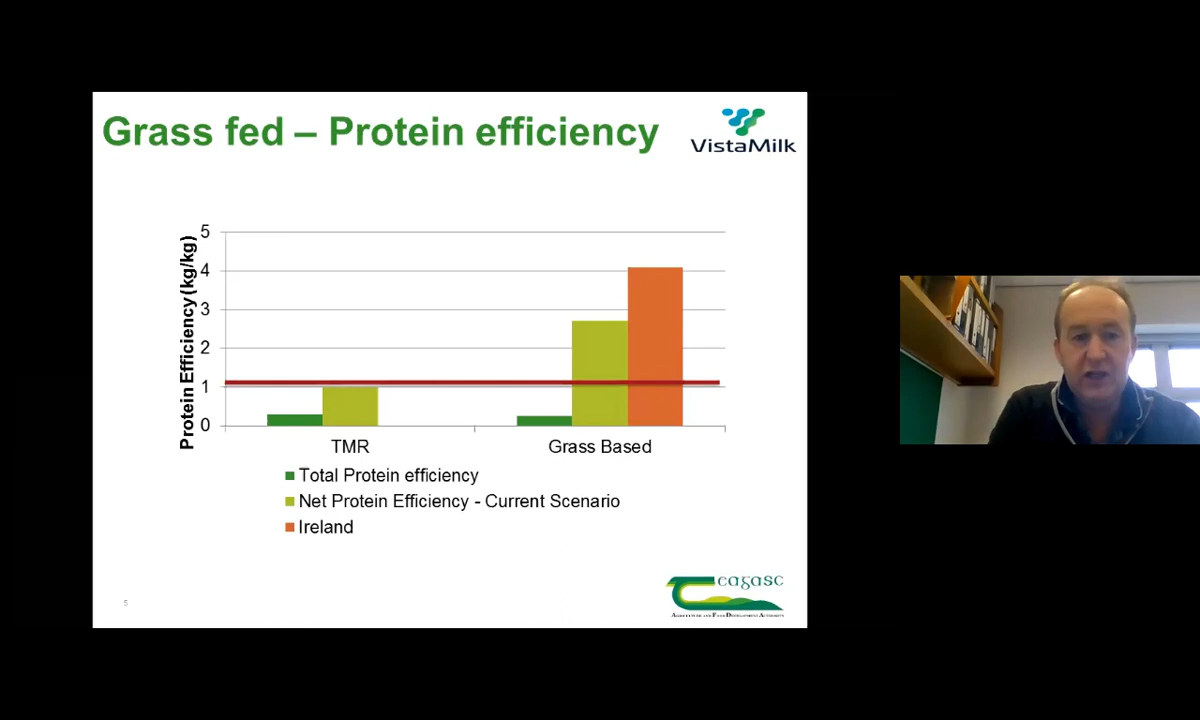 Grass fed – Protein efficiency
VistaMilk
Protein Efficiency (kg/kg)
5
4
3
2
1
0
TMR
Grass Based
Total Protein efficiency
Net Protein Efficiency - Current Scenario
Ireland
5
eagasc
Agriculture and Food Development Authority